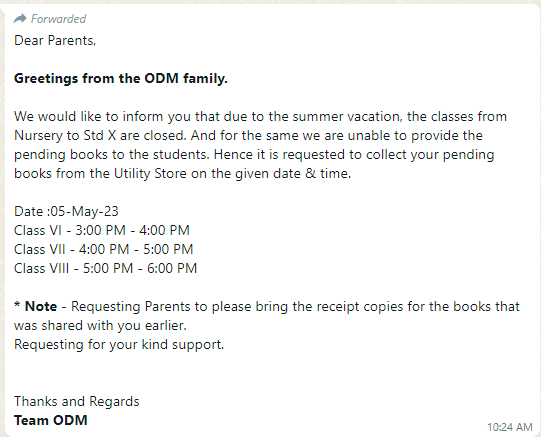 Forwarded
Dear Parents,
Greetings from the ODM family.
We would like to inform you that due to the summer vacation, the classes from
Nursery to Std X are closed. And for the same we are unable to provide the
pending books to the students. Hence it is requested to collect your pending
books from the Utility Store on the given date & time.
Date :05-May-23
Class VI - 3:00 PM - 4:00 PM
Class VII - 4:00 PM - 5:00 PM
Class VIII - 5:00 PM - 6:00 PM
* Note - Requesting Parents to please bring the receipt copies for the books that
was shared with you earlier.
Requesting for your kind support.
Thanks and Regards
Team ODM
10:24 AM